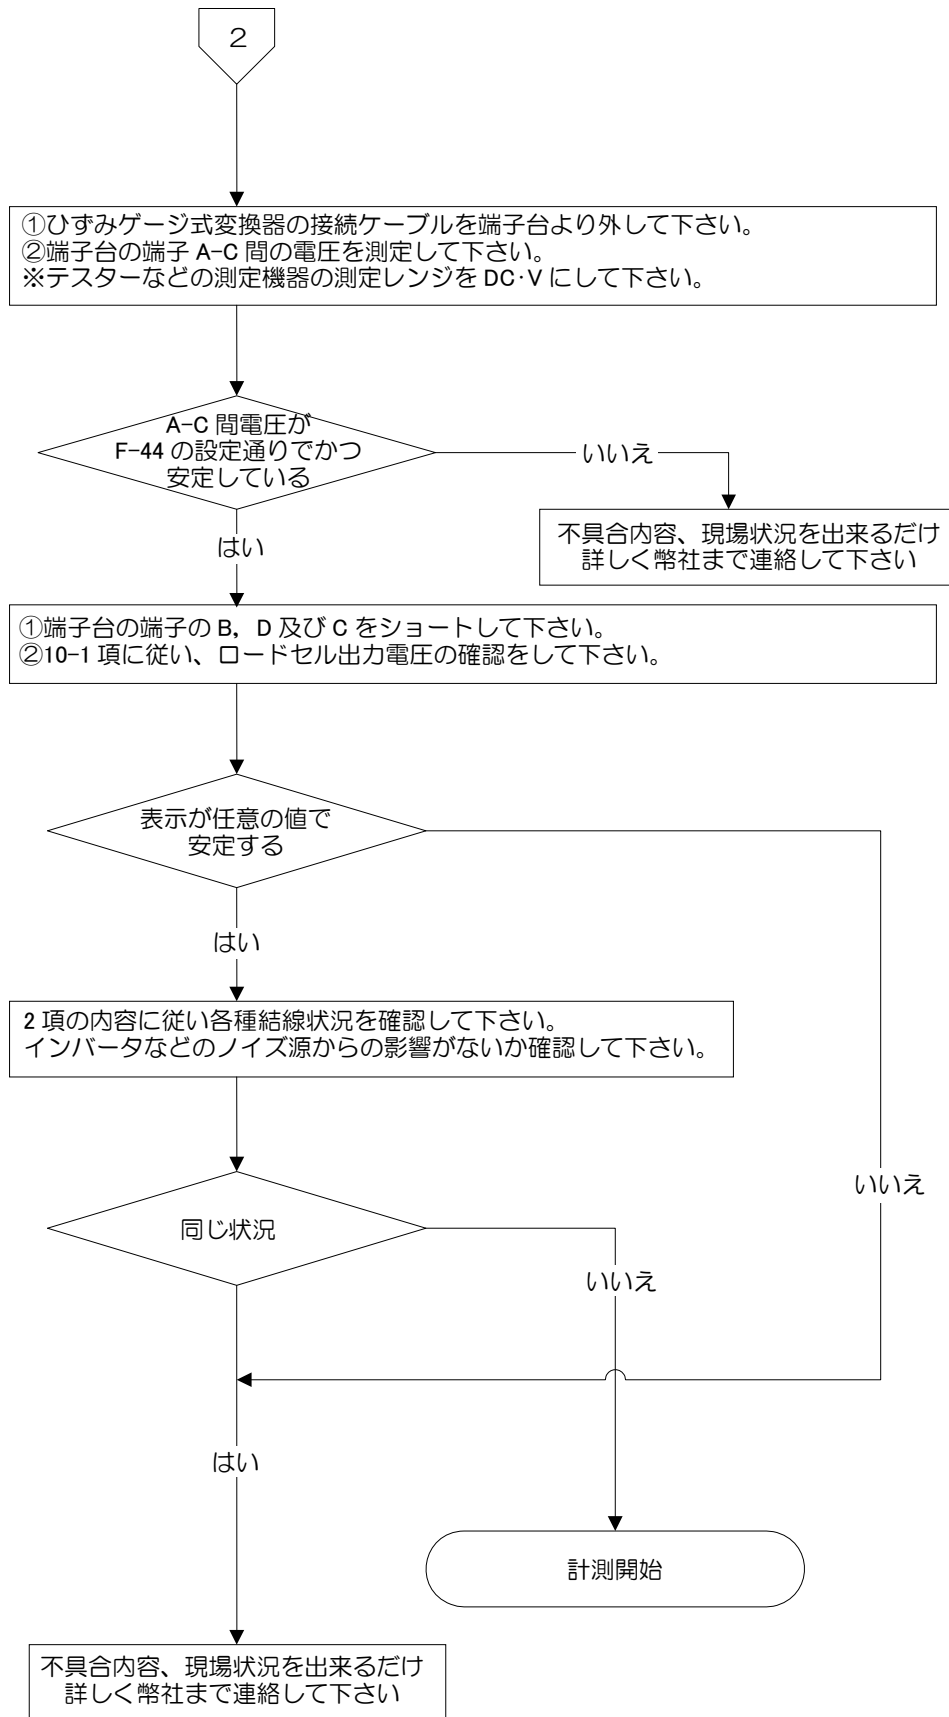 2
①ひずみゲージ式変換器の接続ケーブルを端子台より外して下さい。
②端子台の端子 A-C 間の電圧を測定して下さい。
※テスターなどの測定機器の測定レンジを DC・V にして下さい。
A-C 間電圧が
F-44 の設定通りでかつ
安定している
いいえ
不具合内容、現場状況を出来るだけ
詳しく幣社まで連絡して下さい
はい
①端子台の端子の B, D 及び C をショートして下さい。
②10-1 項に従い、ロードセル出力電圧の確認をして下さい。
表示が任意の値で
安定する
はい
2 項の内容に従い各種結線状況を確認して下さい。
インバータなどのノイズ源からの影響がないか確認して下さい。
いいえ
同じ状況
いいえ
はい
計測開始
不具合内容、現場状況を出来るだけ
詳しく幣社まで連絡して下さい